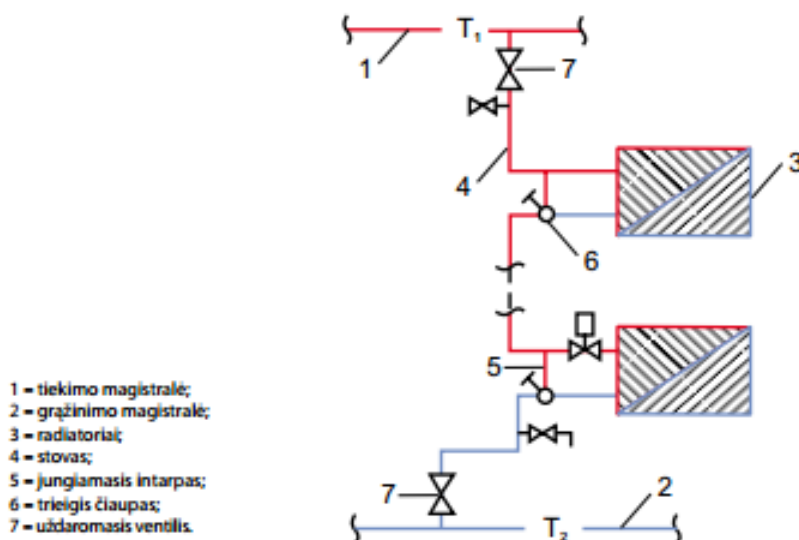 T₁
1
7
4
3
6
5
1 – tiekimo magistralė;
2 – grąžinimo magistralė;
3 – radiatoriai;
4 – stovas;
5 – jungiamasis intarpas;
6 – trieigis čiaupas;
7 – uždaromasis ventilis.
7
2
T₂